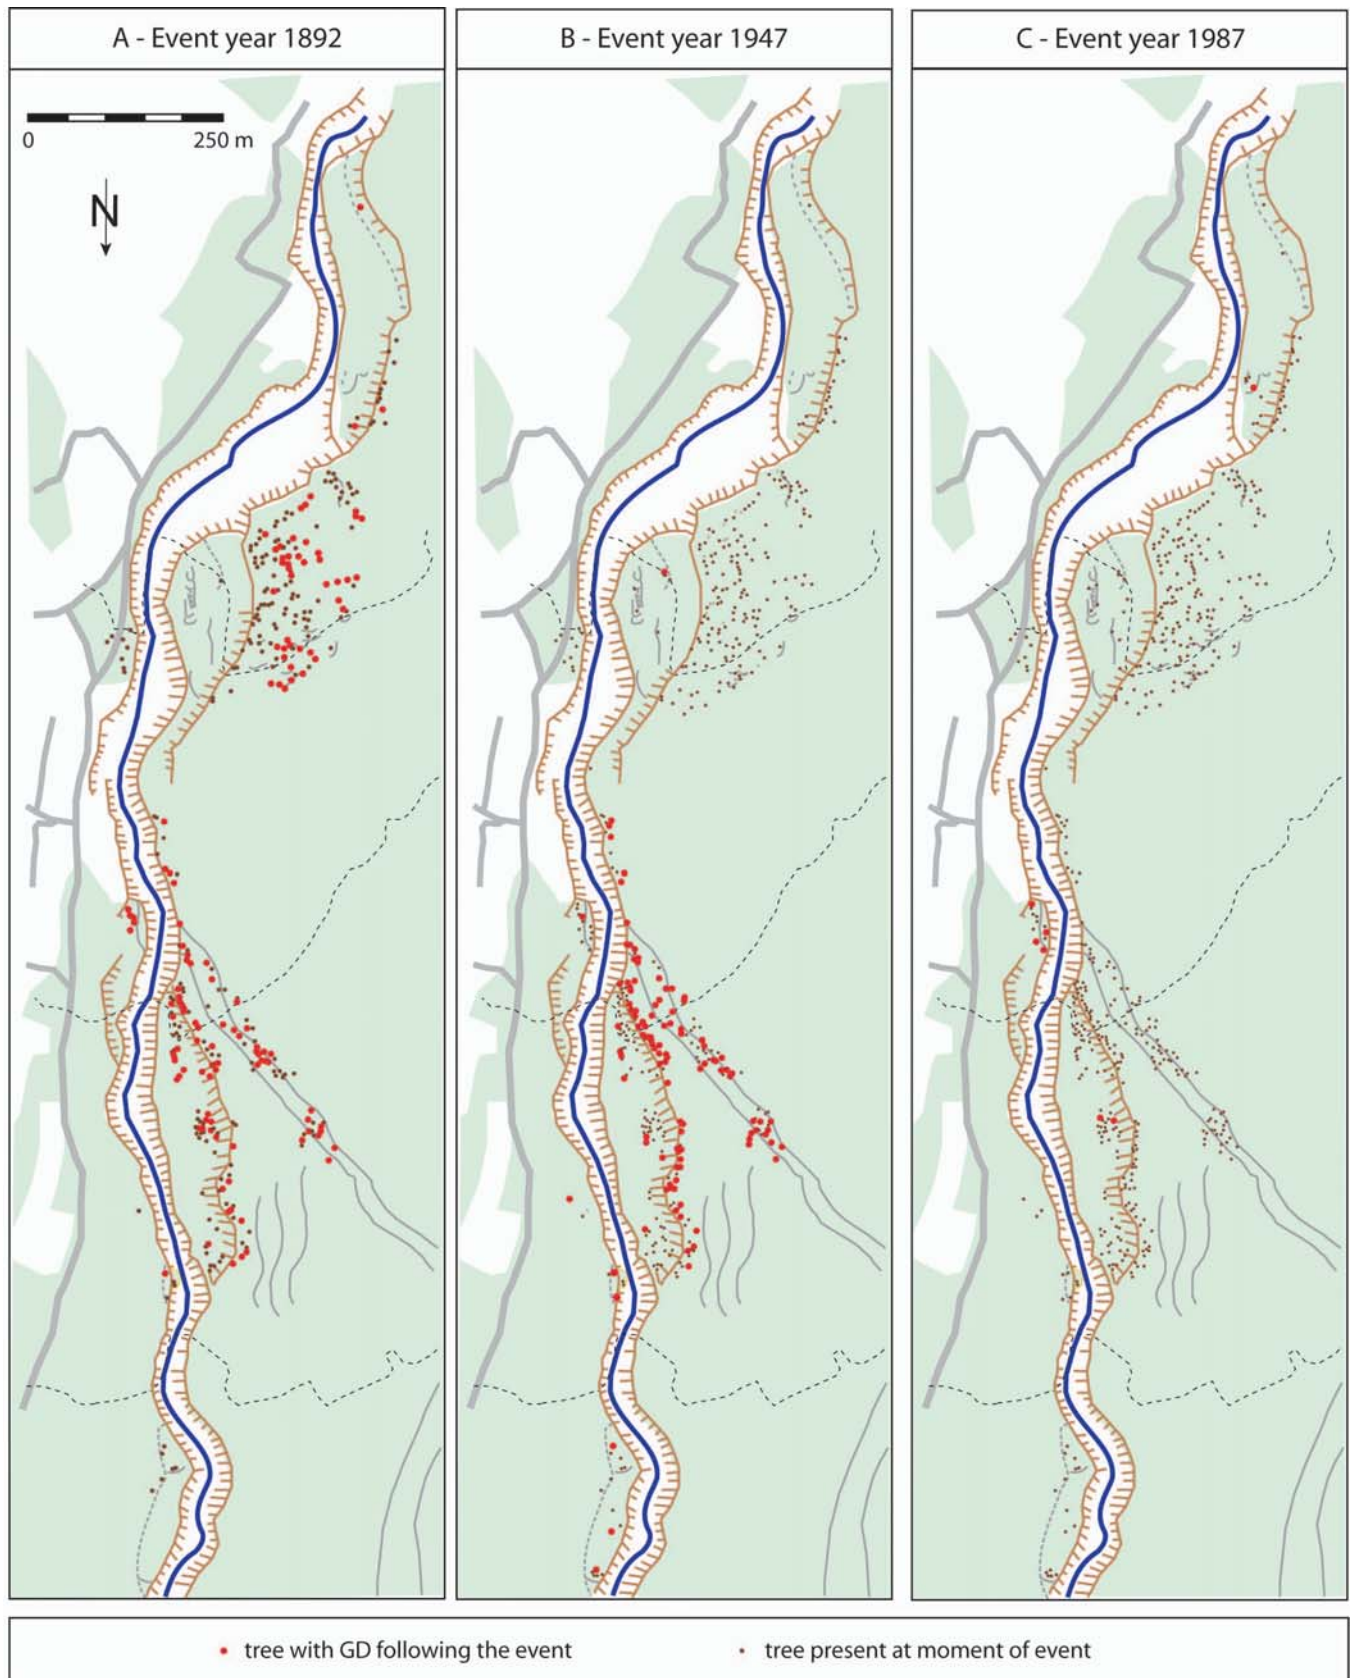 A - Event year 1892
B - Event year 1947
C - Event year 1987
0 250 m
N
tree with GD following the event
tree present at moment of event